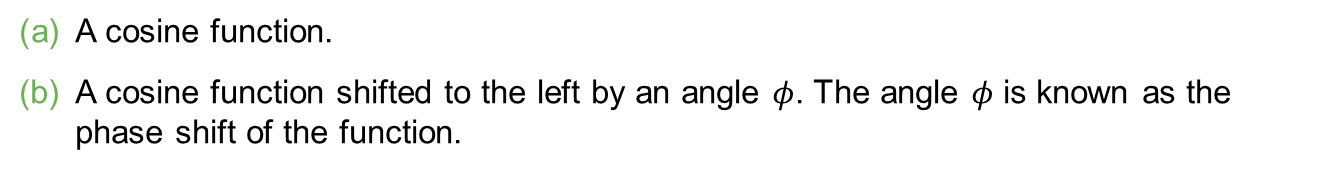 (a) A cosine function.
(b) A cosine function shifted to the left by an angle ϕ. The angle ϕ is known as the
phase shift of the function.